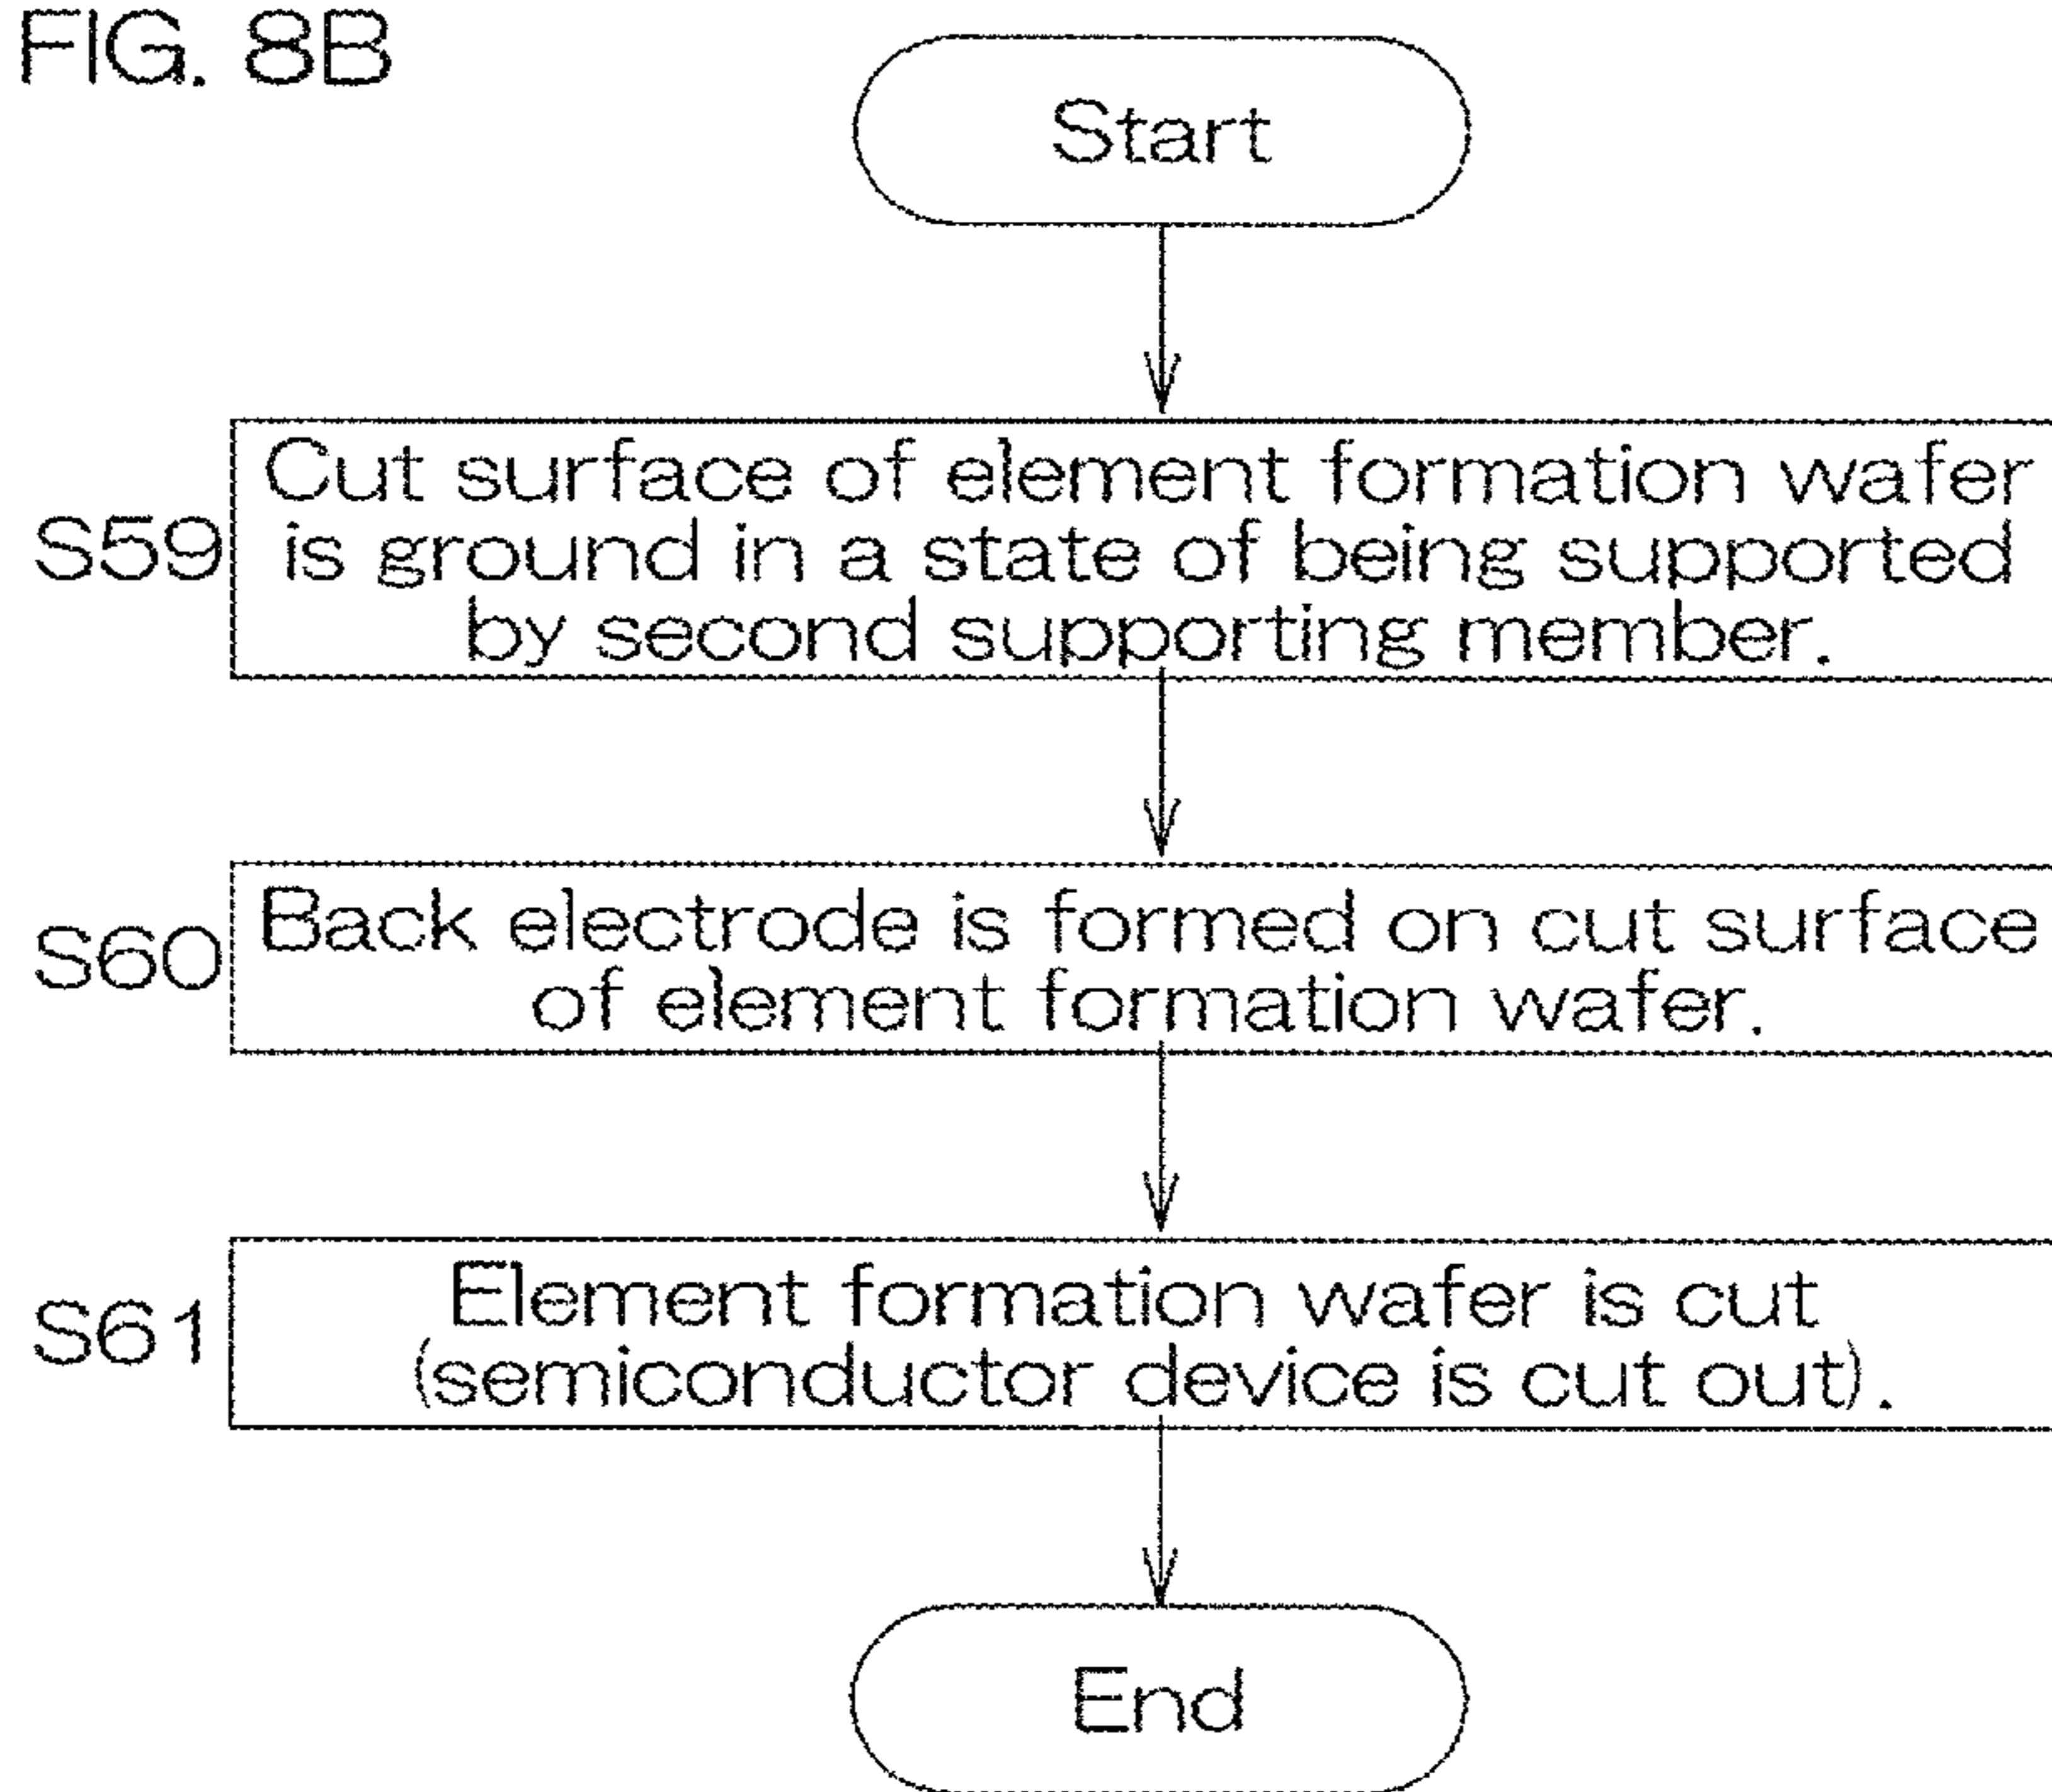 FIG. 8B
Start
S59
Cut surface of element formation wafer
is ground in a state of being supported
by second supporting member.
S60
Back electrode is formed on cut surface
of element formation wafer.
S61
Element formation wafer is cut
(semiconductor device is cut out).
End